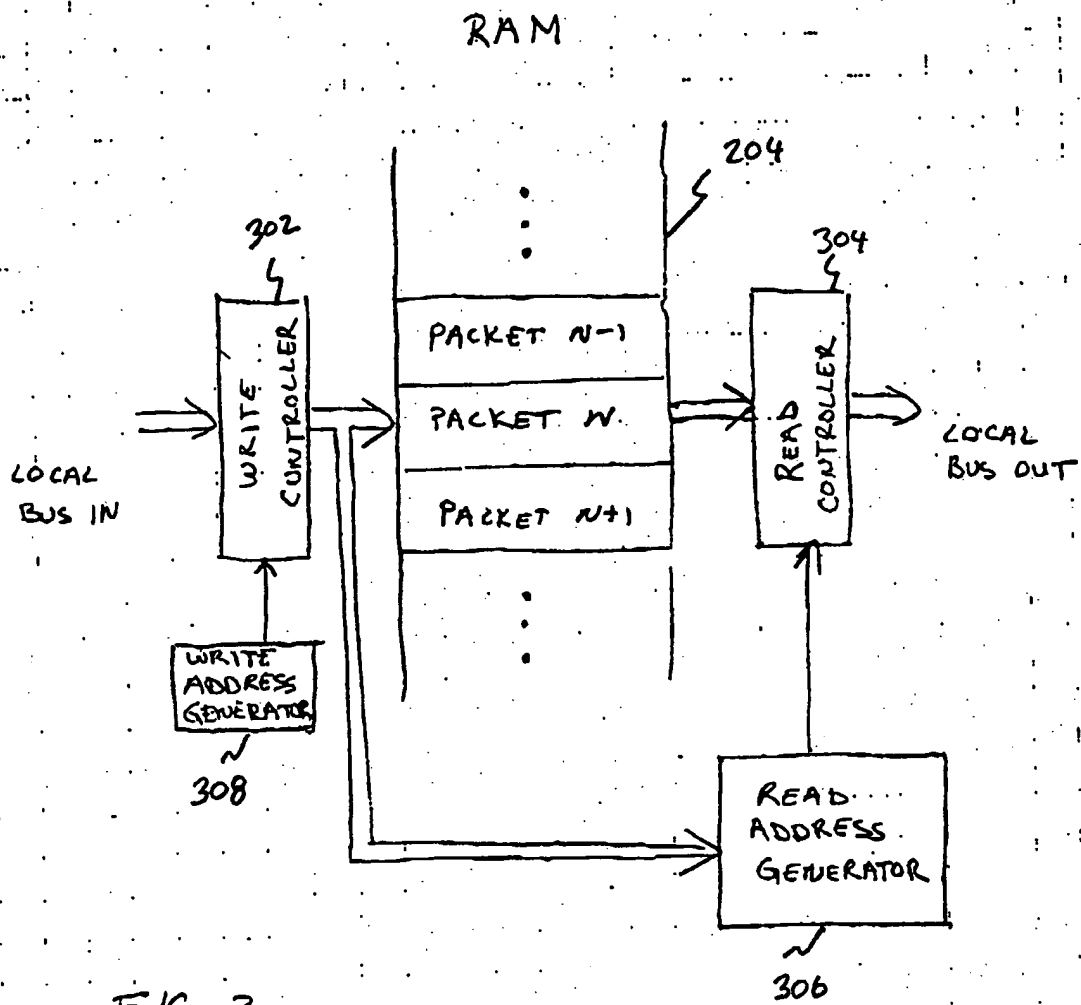 RAM
204
302
304
PACKET N-1
PACKET N
PACKET N+1
WRITE
CONTROLLER
READ
CONTROLLER
LOCAL
BUS IN
LOCAL
BUS OUT
WRITE
ADDRESS
GENERATOR
308
READ
ADDRESS
GENERATOR
306